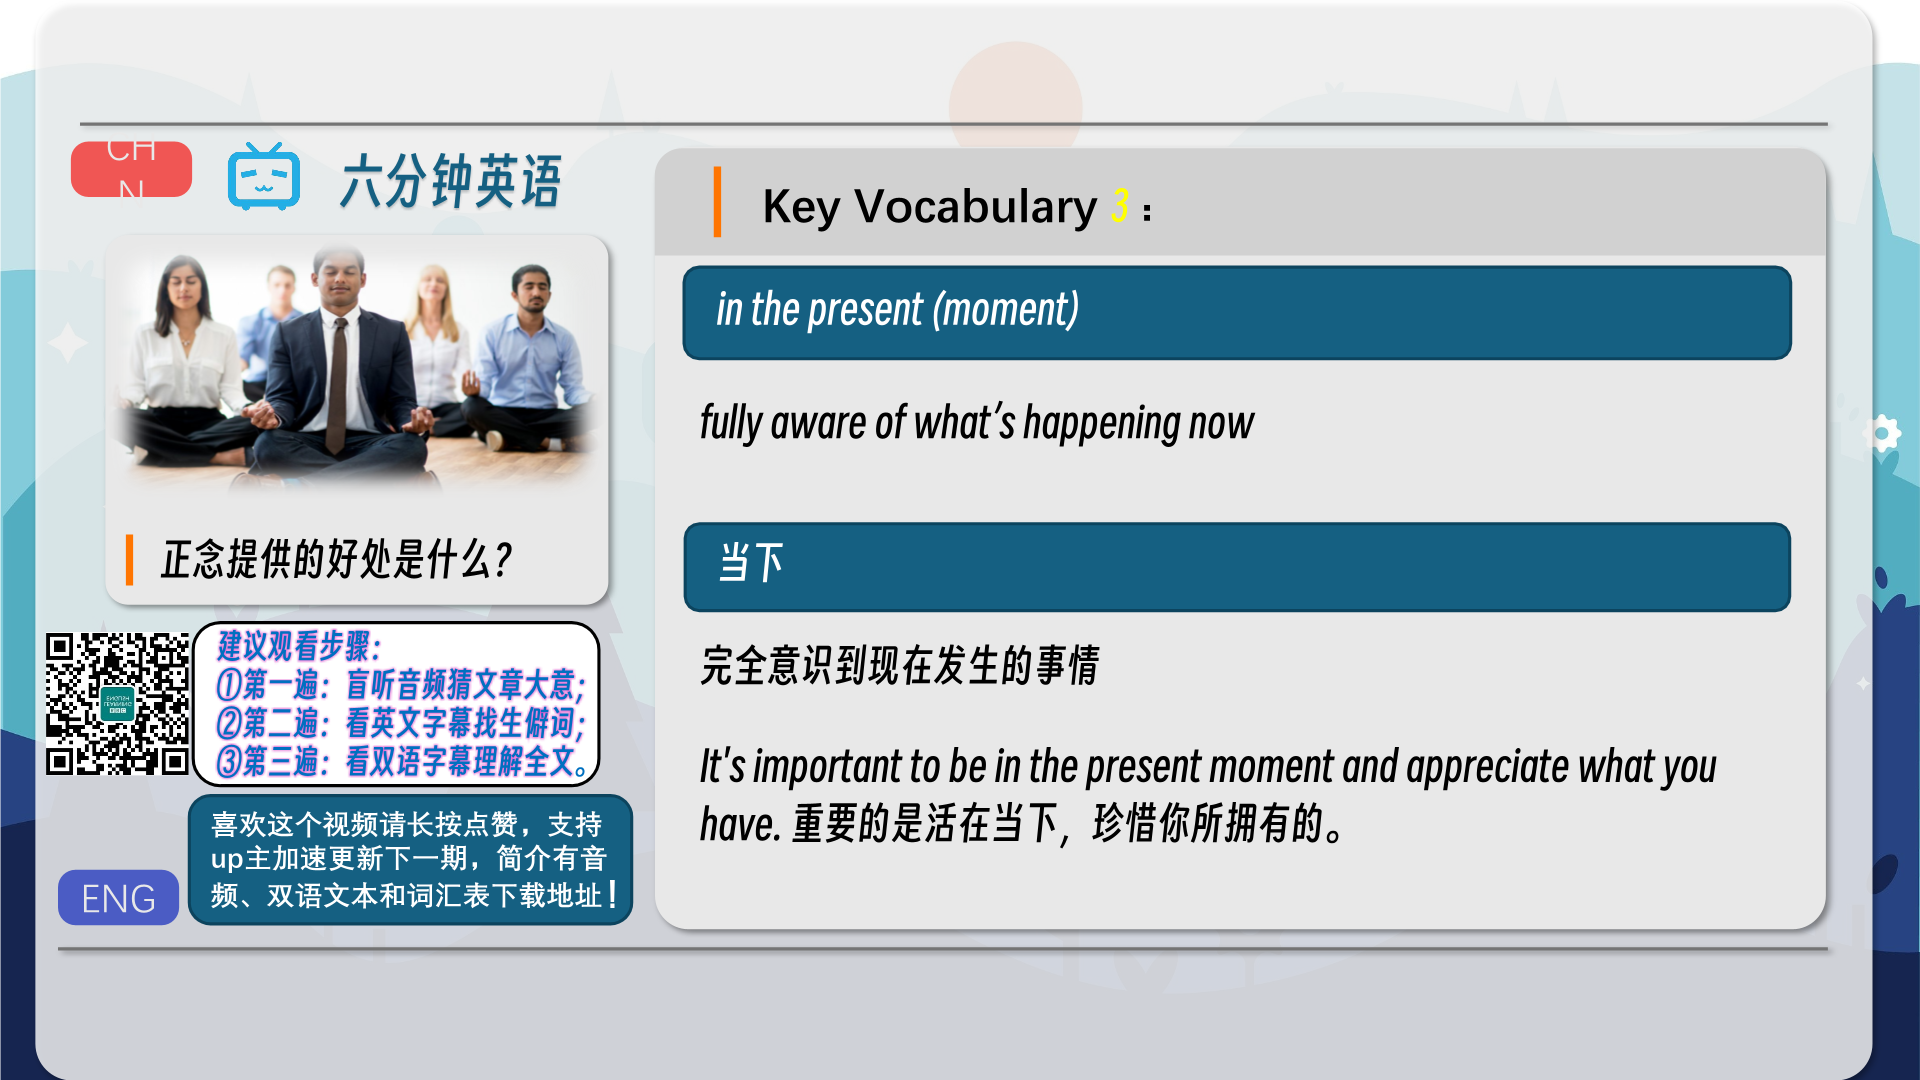 CH
N
六分钟英语
正念提供的好处是什么?
建议观看步骤：
①第一遍：盲听音频猜文章大意；
②第二遍：看英文字幕找生僻词；
③第三遍：看双语字幕理解全文。
喜欢这个视频请长按点赞，支持
up主加速更新下一期，简介有音
频、双语文本和词汇表下载地址！
ENG
Key Vocabulary 3：
in the present (moment)
fully aware of what’s happening now
当下
完全意识到现在发生的事情
It's important to be in the present moment and appreciate what you
have. 重要的是活在当下，珍惜你所拥有的。